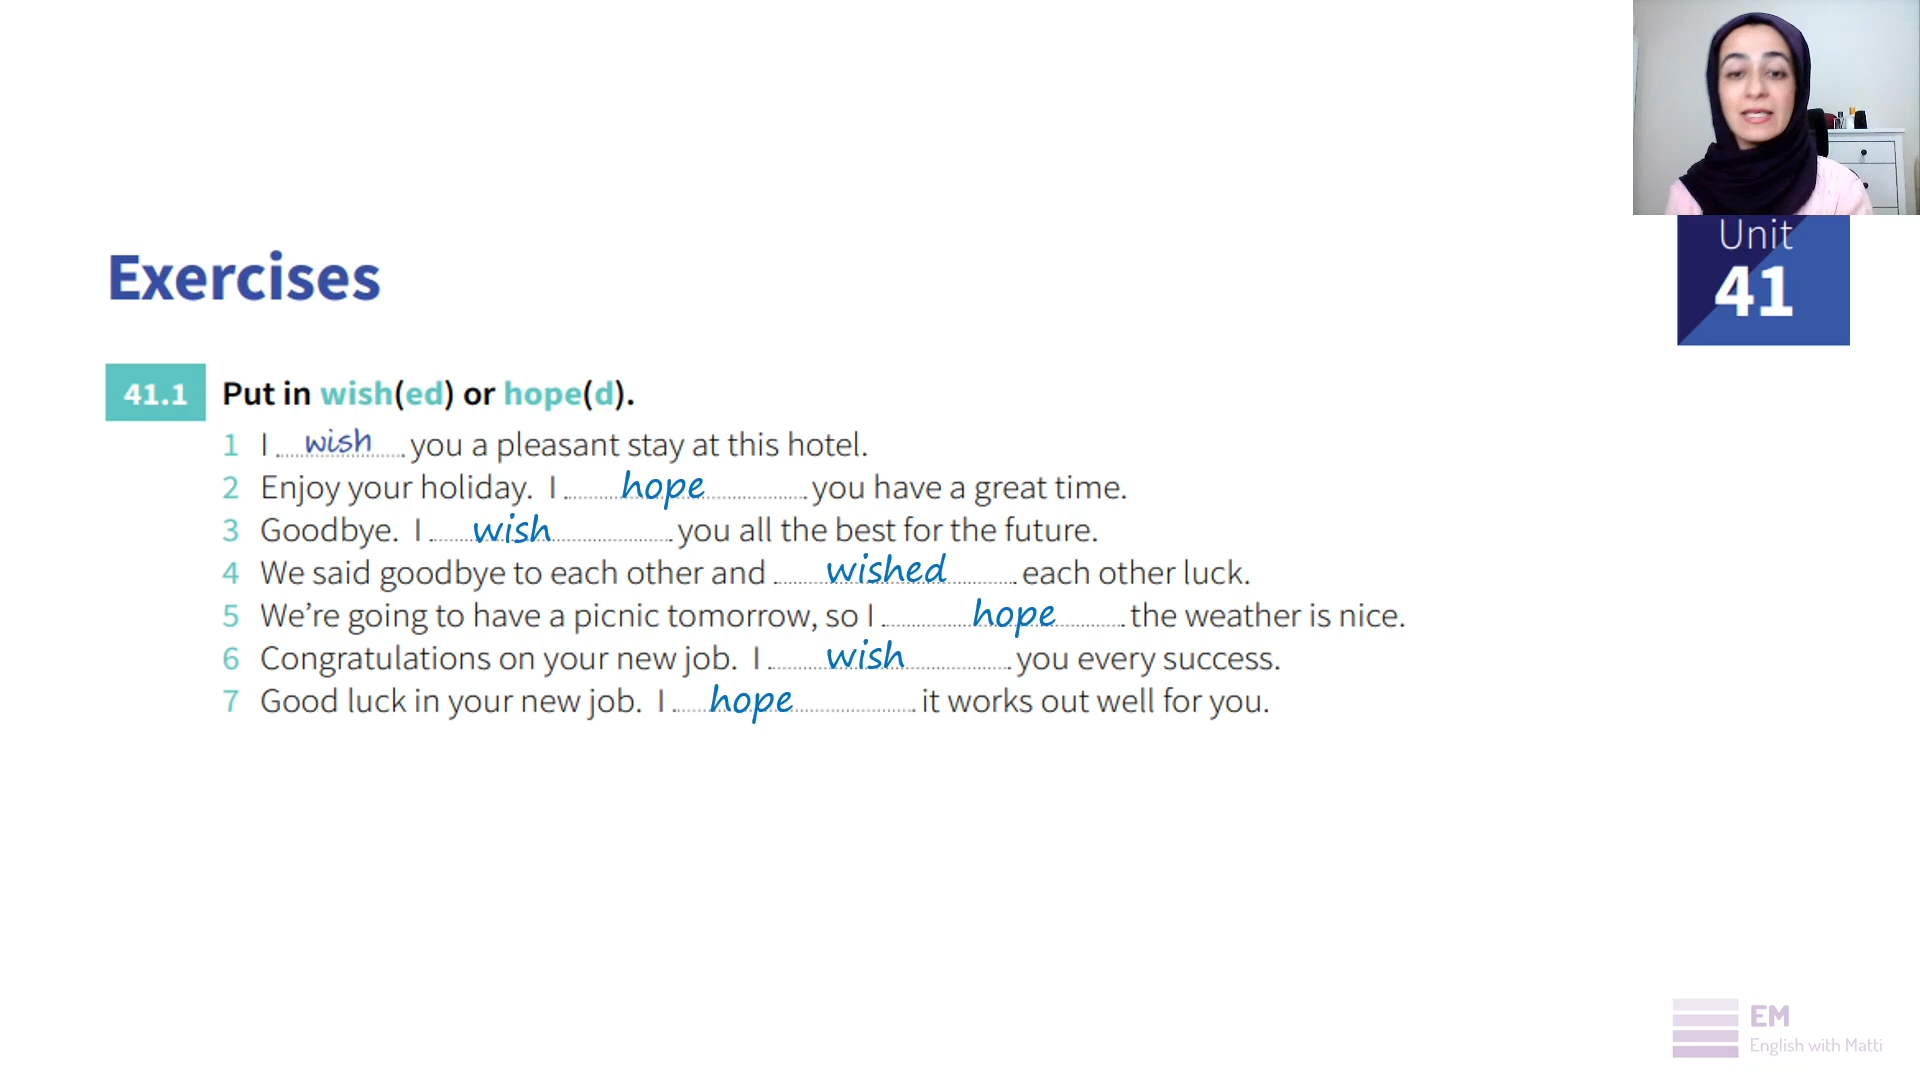 Unit
41
Exercises
41.1 Put in wish(ed) or hope(d).
1 I wish you a pleasant stay at this hotel.
2 Enjoy your holiday. I hope you have a great time.
3 Goodbye. I wish you all the best for the future.
4 We said goodbye to each other and wished each other luck.
5 We’re going to have a picnic tomorrow, so I hope the weather is nice.
6 Congratulations on your new job. I wish you every success.
7 Good luck in your new job. I hope it works out well for you.
EM
English with Matti